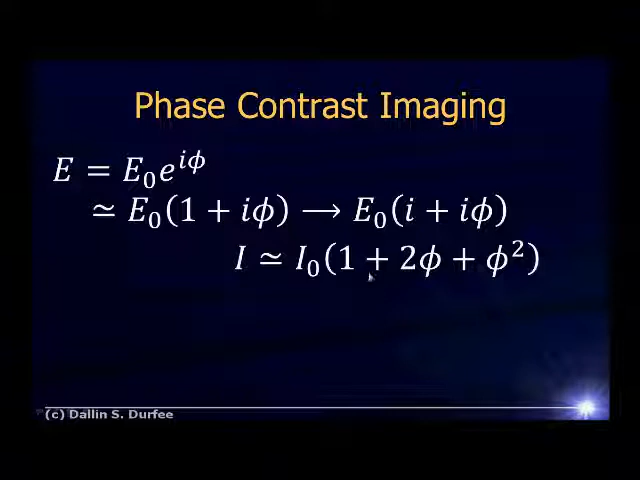 Phase Contrast Imaging
E = E₀e^{iϕ}
≃ E₀(1 + iϕ) ⟶ E₀(i + iϕ)
I ≃ I₀(1 + 2ϕ + ϕ²)
(c) Dallin S. Durfee